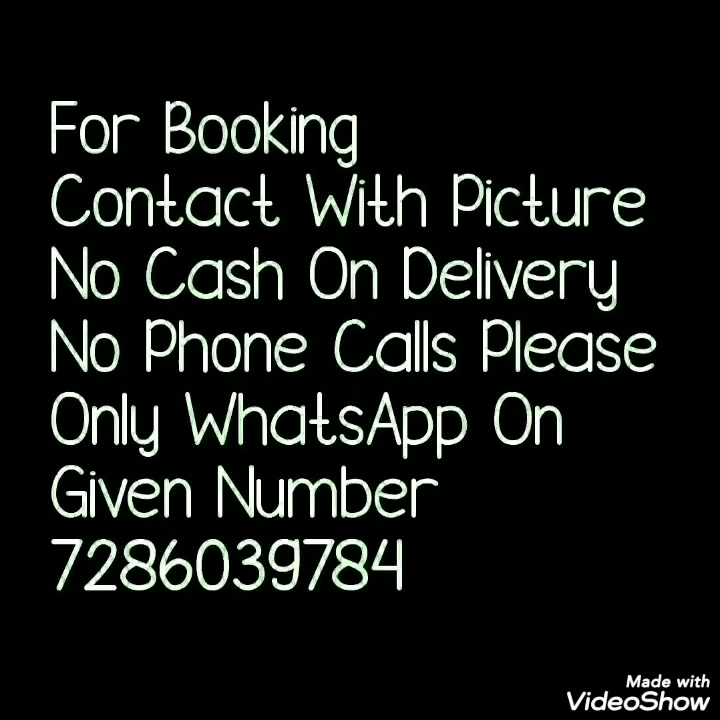 For Booking
Contact With Picture
No Cash On Delivery
No Phone Calls Please
Only WhatsApp On
Given Number
7286039784
Made with
VideoShow